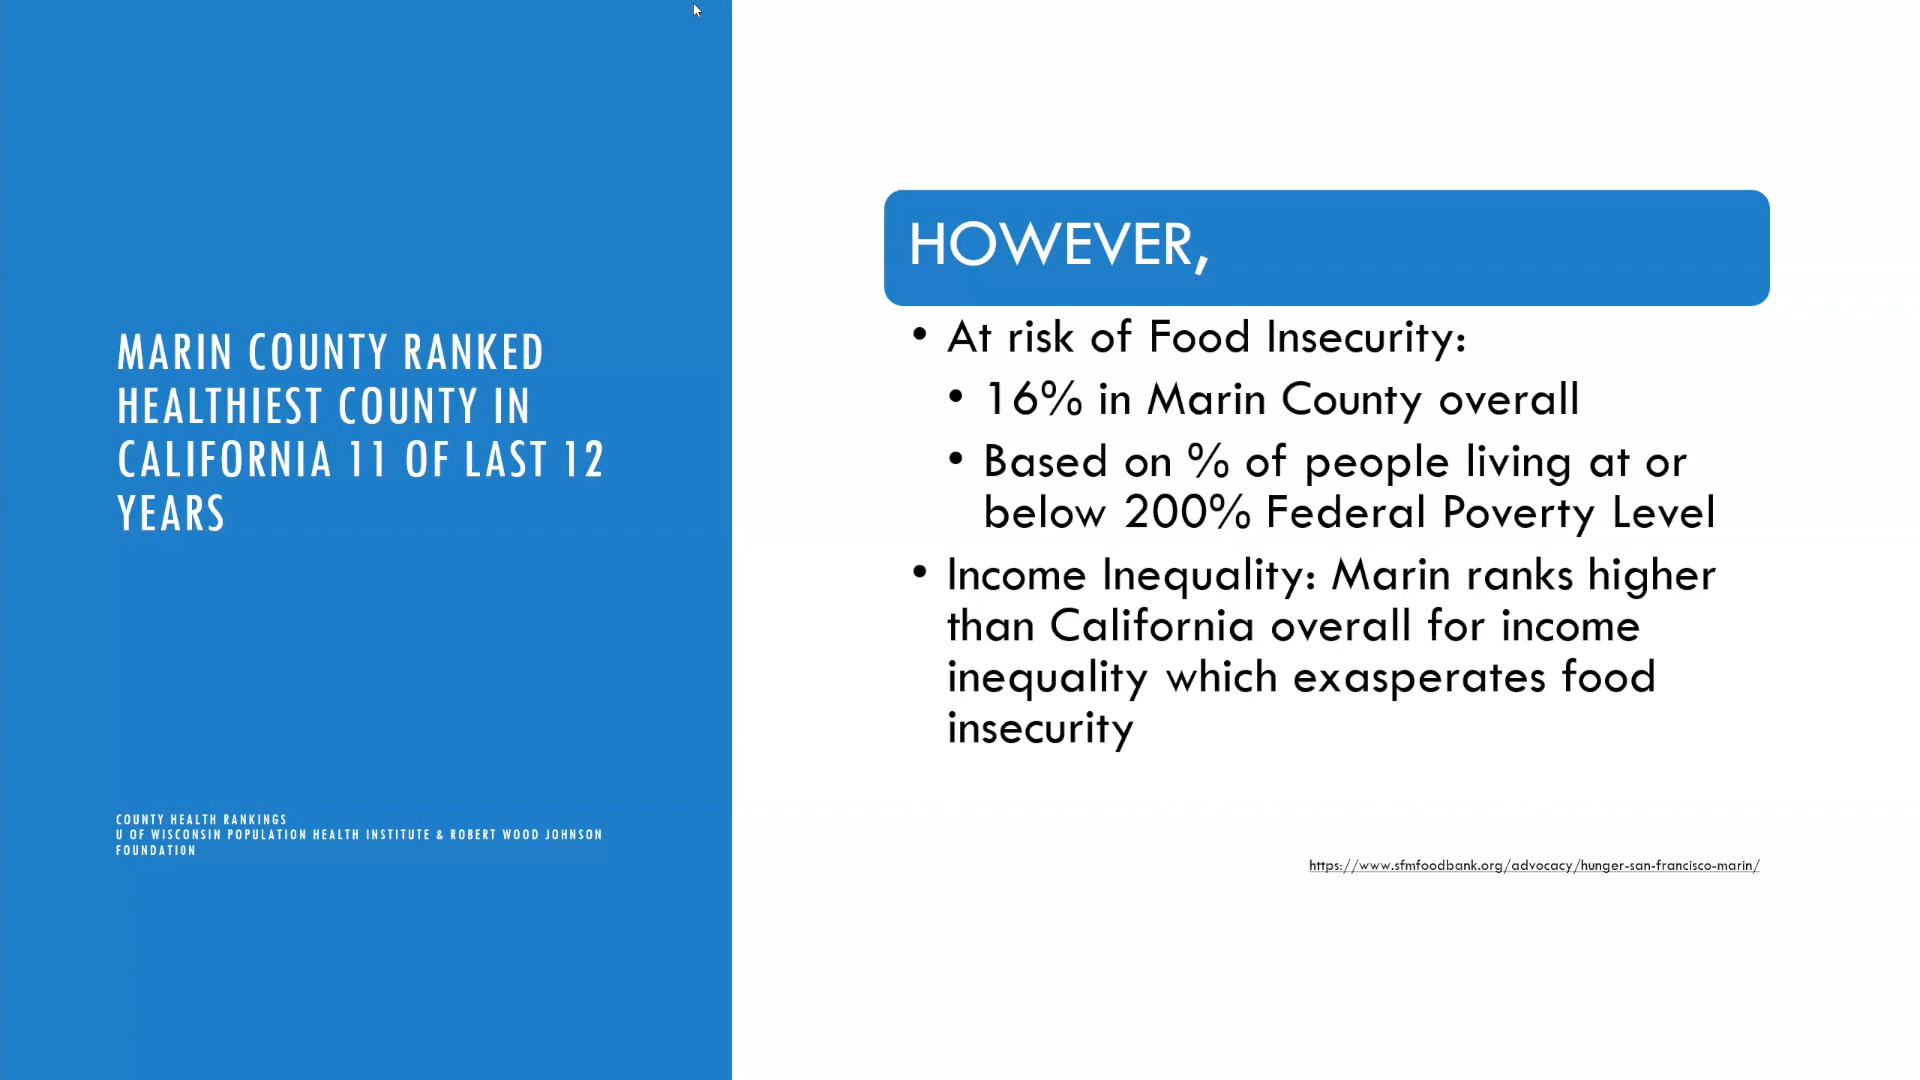 MARIN COUNTY RANKED
HEALTHIEST COUNTY IN
CALIFORNIA 11 OF LAST 12
YEARS
COUNTY HEALTH RANKINGS
U OF WISCONSIN POPULATION HEALTH INSTITUTE & ROBERT WOOD JOHNSON
FOUNDATION
HOWEVER,
• At risk of Food Insecurity:
• 16% in Marin County overall
• Based on % of people living at or
below 200% Federal Poverty Level
• Income Inequality: Marin ranks higher
than California overall for income
inequality which exasperates food
insecurity
https://www.sfmfoodbank.org/advocacy/hunger-san-francisco-marin/